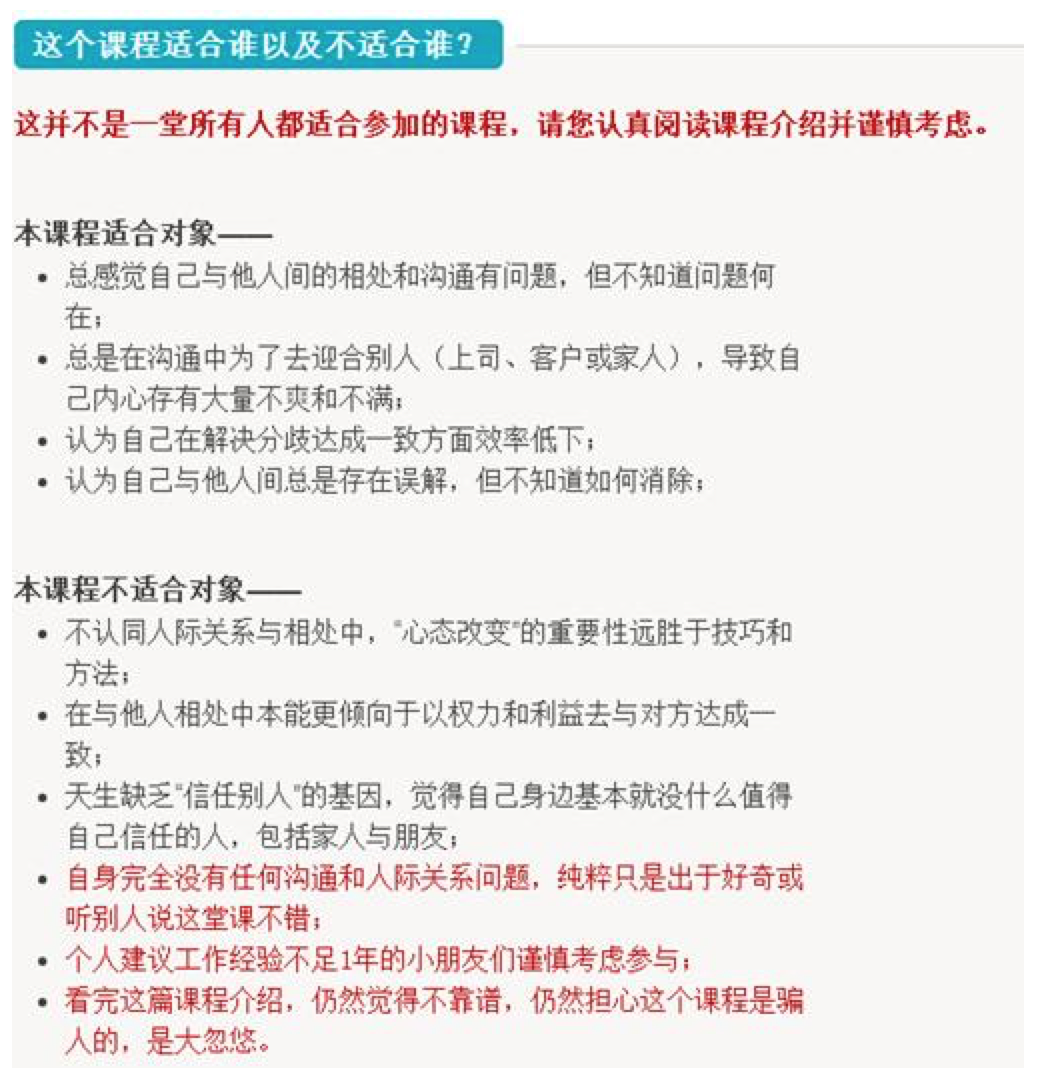 这个课程适合谁以及不适合谁?
这并不是一堂所有人都适合参加的课程，请您认真阅读课程介绍并谨慎考虑。
本课程适合对象——
• 总感觉自己与他人间的相处和沟通有问题，但不知道问题何
在；
• 总是在沟通中为了去迎合别人（上司、客户或家人），导致自
己内心存有大量不爽和不满；
• 认为自己在解决分歧达成一致方面效率低下；
• 认为自己与他人间总是存在误解，但不知道如何消除；
本课程不适合对象——
• 不认同人际关系与相处中，“心态改变”的重要性远胜于技巧和
方法；
• 在与他人相处中本能更倾向于以权力和利益去与对方达成一
致；
• 天生缺乏“信任别人”的基因，觉得自己身边基本就没什么值得
自己信任的人，包括家人与朋友；
• 自身完全没有任何沟通和人际关系问题，纯粹只是出于好奇或
听别人说这堂课不错；
• 个人建议工作经验不足1年的小朋友们谨慎考虑参与；
• 看完这篇课程介绍，仍然觉得不靠谱，仍然担心这个课程是骗
人的，是大忽悠。